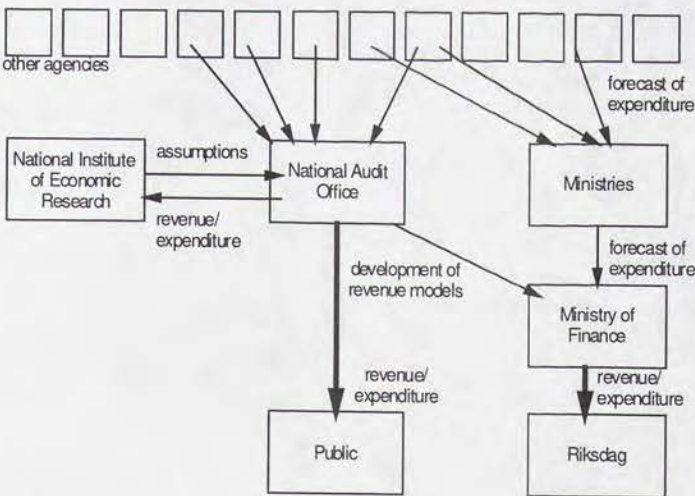 other agencies
forecast of
expenditure
National Institute
of Economic
Research
assumptions
revenue/
expenditure
National Audit
Office
Ministries
development of
revenue models
forecast of
expenditure
Ministry of
Finance
revenue/
expenditure
revenue/
expenditure
Public
Riksdag